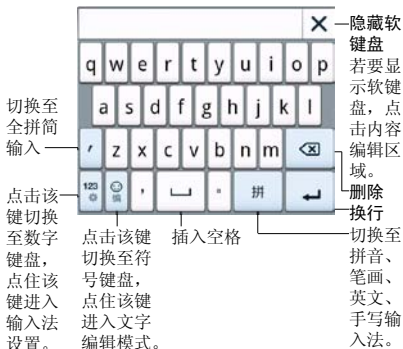 隐藏软
键盘
若要显
示软键
盘，点
击内容
编辑区
域。
q w e r t y u i o p
a s d f g h j k l
切换至
全拼简
输入
' z x c v b n m
删除
换行
123
符
编
,
。
拼
点击该
键切换
至数字
键盘，
点住该
键进入
输入法
设置。
点击该键
切换至符
号键盘，
点住该键
进入文字
编辑模式。
插入空格
切换至
拼音、
笔画、
英文、
手写输
入法。